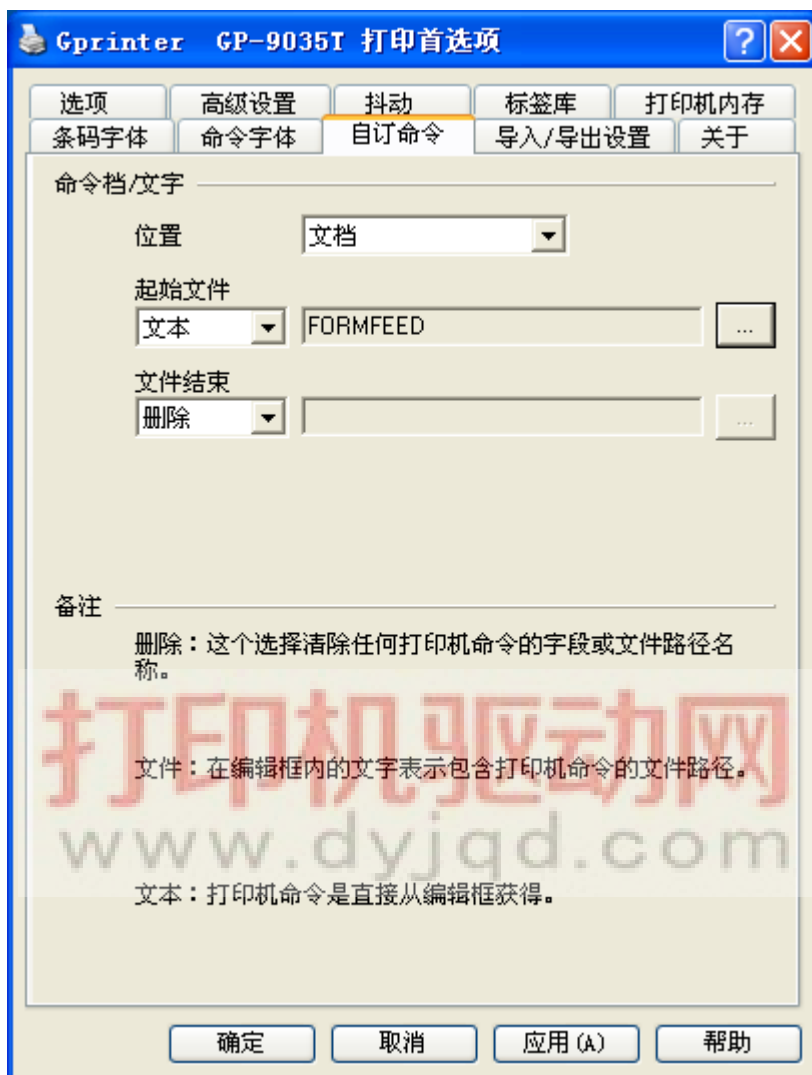 Gprinter GP-9035T 打印首选项
选项 高级设置 抖动 标签库 打印机内存
条码字体 命令字体 自订命令 导入/导出设置 关于
命令档/文字
位置 文档
起始文件
文本 FORMFEED ...
文件结束
删除 ...
备注
删除：这个选择清除任何打印机命令的字段或文件路径名
称。
打印机驱动网
文件：在编辑框内的文字表示包含打印机命令的文件路径。
www.dyjqd.com
文本：打印机命令是直接从编辑框获得。
确定 取消 应用(A) 帮助